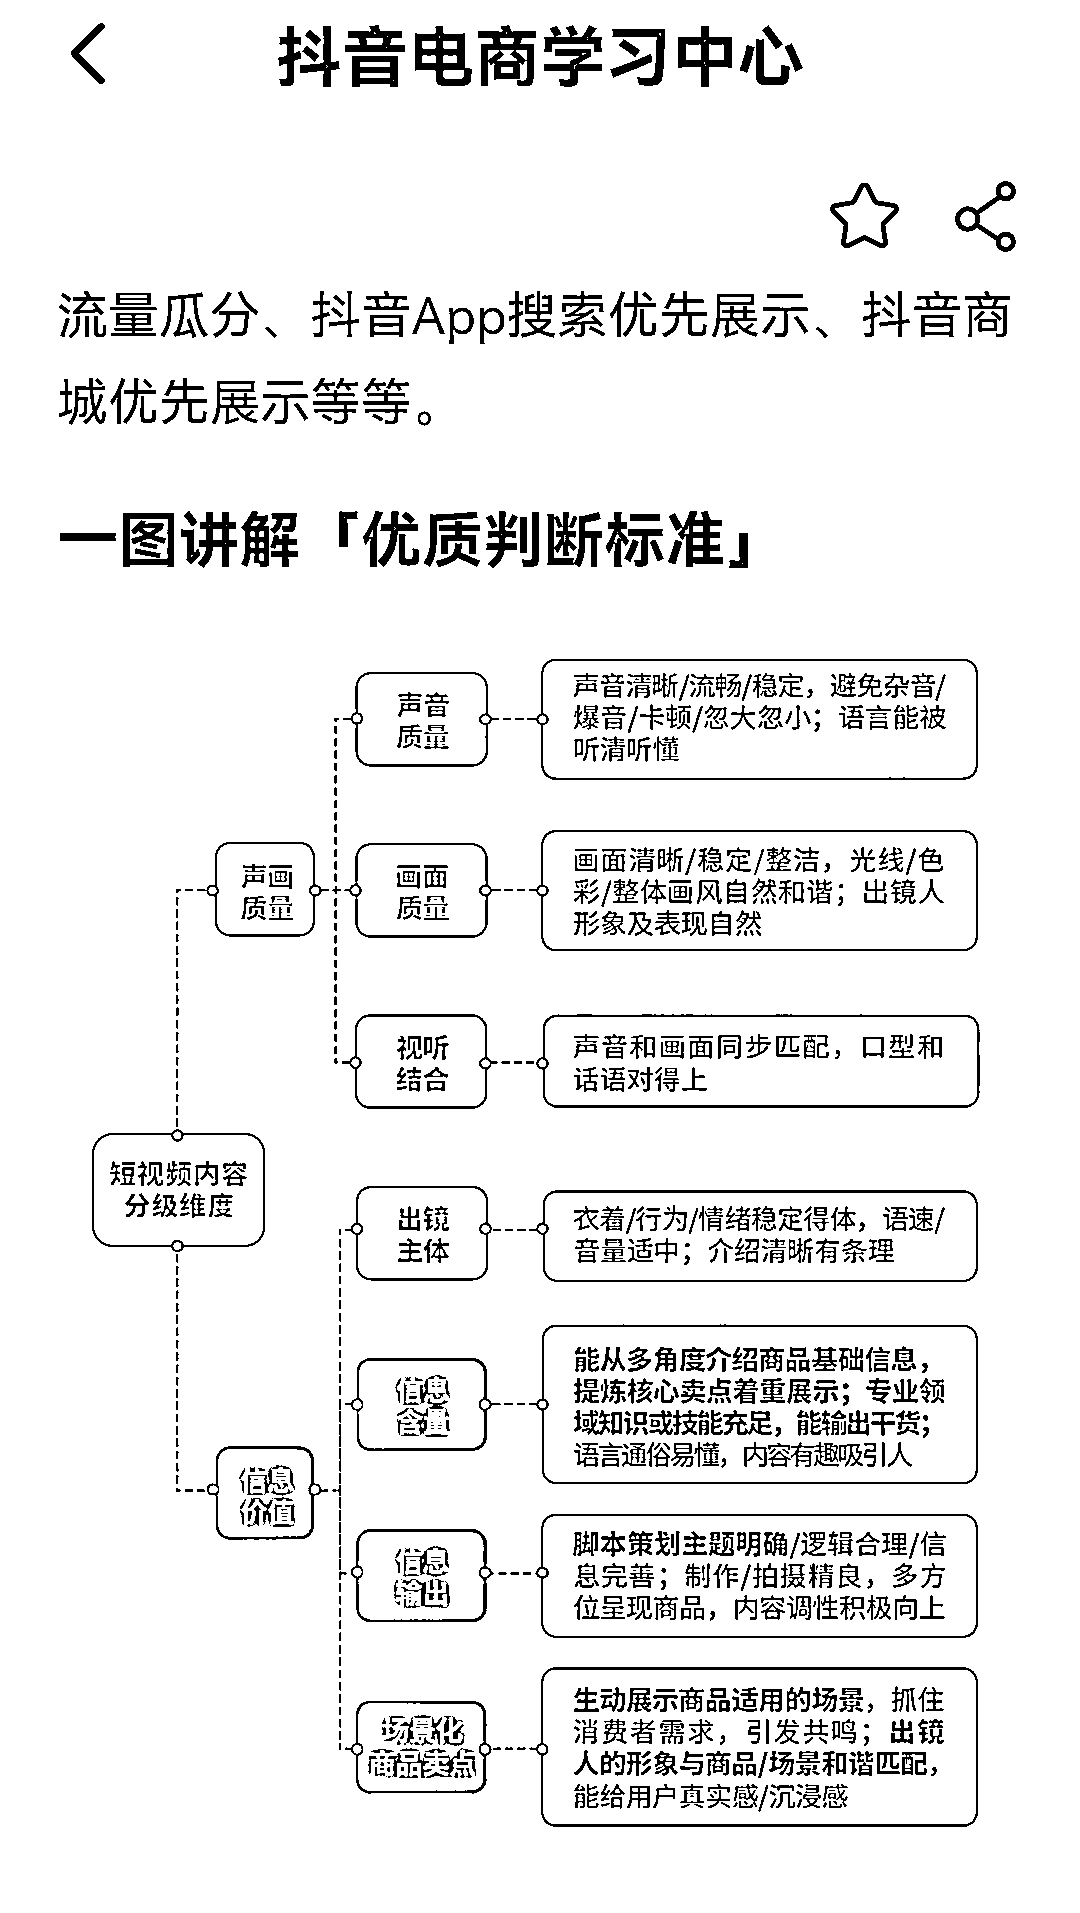 抖音电商学习中心
流量瓜分、抖音App搜索优先展示、抖音商
城优先展示等等。
一图讲解「优质判断标准」
短视频内容
分级维度
声画
质量
声音
质量
声音清晰/流畅/稳定，避免杂音/
爆音/卡顿/忽大忽小；语言能被
听清听懂
画面
质量
画面清晰/稳定/整洁，光线/色
彩/整体画风自然和谐；出镜人
形象及表现自然
视听
结合
声音和画面同步匹配，口型和
话语对得上
信息
价值
出镜
主体
衣着/行为/情绪稳定得体，语速/
音量适中；介绍清晰有条理
信息
含量
能从多角度介绍商品基础信息，
提炼核心卖点着重展示；专业领
域知识或技能充足，能输出干货；
语言通俗易懂，内容有趣吸引人
信息
输出
脚本策划主题明确/逻辑合理/信
息完善；制作/拍摄精良，多方
位呈现商品，内容调性积极向上
场景化
商品卖点
生动展示商品适用的场景，抓住
消费者需求，引发共鸣；出镜
人的形象与商品/场景和谐匹配，
能给用户真实感/沉浸感